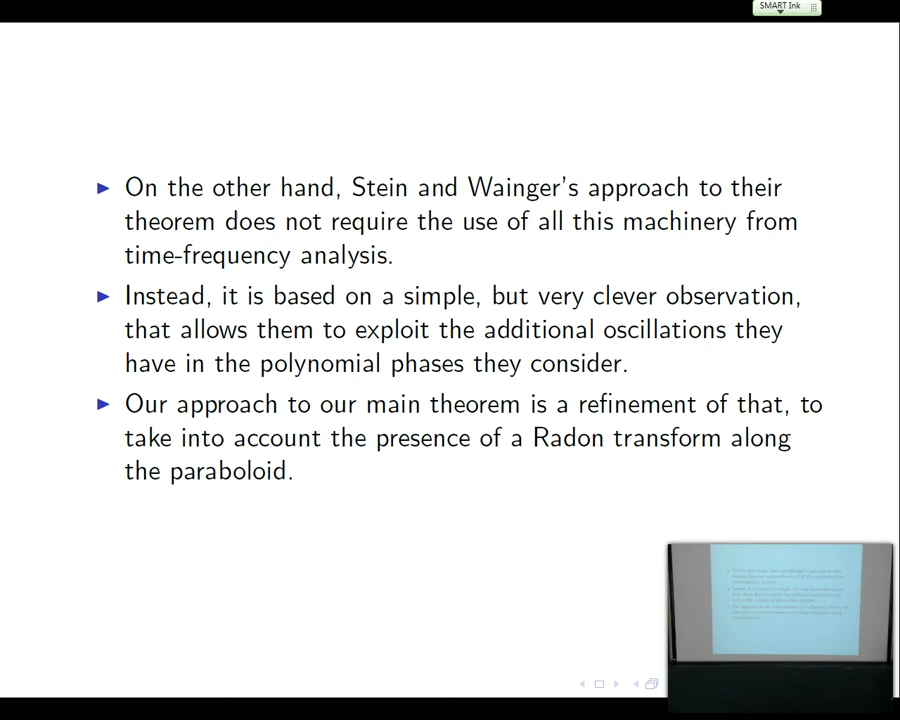 SMART Ink
On the other hand, Stein and Wainger's approach to their
theorem does not require the use of all this machinery from
time-frequency analysis.
Instead, it is based on a simple, but very clever observation,
that allows them to exploit the additional oscillations they
have in the polynomial phases they consider.
Our approach to our main theorem is a refinement of that, to
take into account the presence of a Radon transform along
the paraboloid.